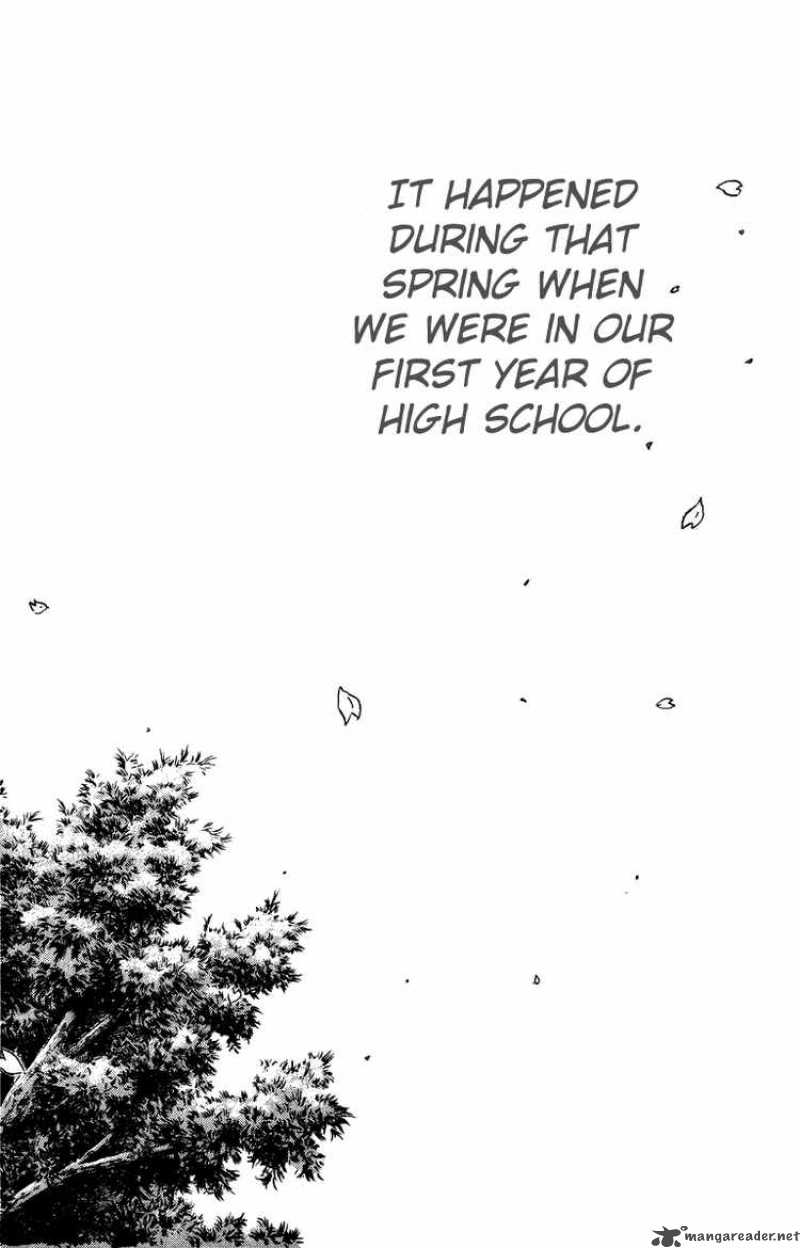 IT HAPPENED
DURING THAT
SPRING WHEN
WE WERE IN OUR
FIRST YEAR OF
HIGH SCHOOL.
mangareader.net